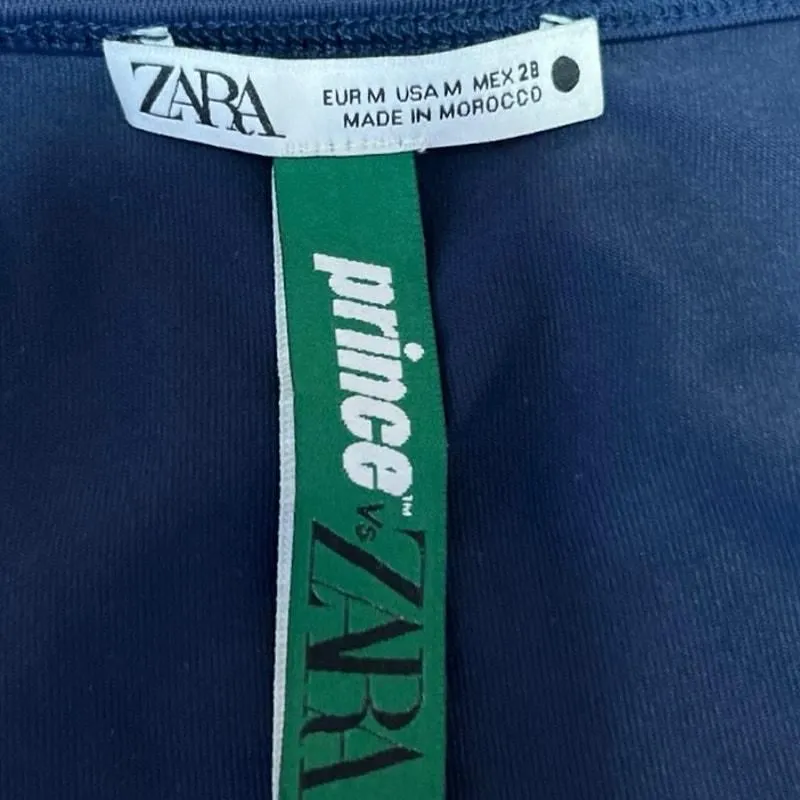 ZARA
EUR M USA M MEX 28
MADE IN MOROCCO
prince™
vs
ZARA